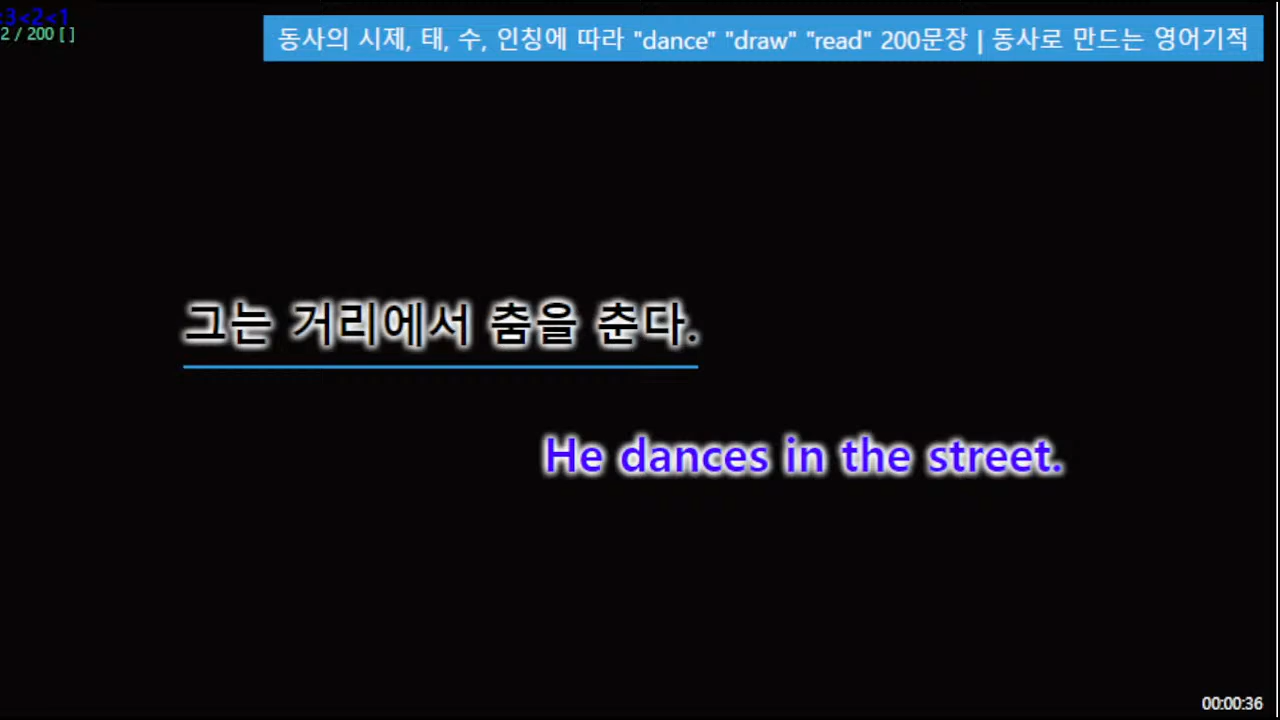 :3<2<1
2 / 200 [ ]
동사의 시제, 태, 수, 인칭에 따라 "dance" "draw" "read" 200문장 | 동사로 만드는 영어기적
그는 거리에서 춤을 춘다.
He dances in the street.
00:00:36